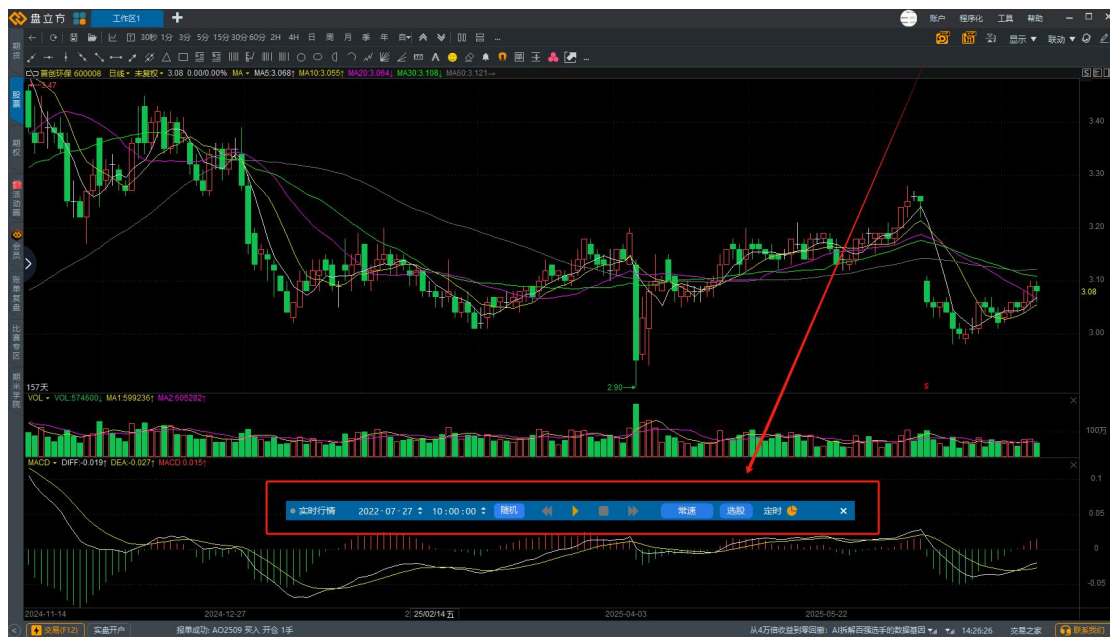 盘立方 工作区1 账户 程序化 工具 帮助
30秒 1分 3分 5分 15分 30分 60分 2H 4H 日 周 月 季 年 自 ... 显示 联动
A ...
首创环保 600008 日线 未复权 3.08 0.00/0.00% MA MA5:3.068↑ MA10:3.055↑ MA20:3.064↓ MA30:3.108↓ MA60:3.121
期货
股票
期权
活动圈
会员
账单复盘
比赛专区
期米学院
3.47
3.40
3.30
3.20
3.10
3.08
3.00
2.90
S
157天
VOL VOL:574600↓ MA1:599236↑ MA2:605282↑
100万
MACD DIFF:-0.019↑ DEA:-0.027↑ MACD:0.015↑
0.1
0.05
0
-0.05
实时行情 2022-07-27 10:00:00 随机 常速 选股 定时 ×
2024-11-14 2024-12-27 25/02/14 五 2025-04-03 2025-05-22
交易(F12) 实盘开户 报单成功: AO2509 买入 开仓 1手 从4万倍收益到零回撤: AI拆解百强选手的数据基因 14:26:26 交易之家 联系我们